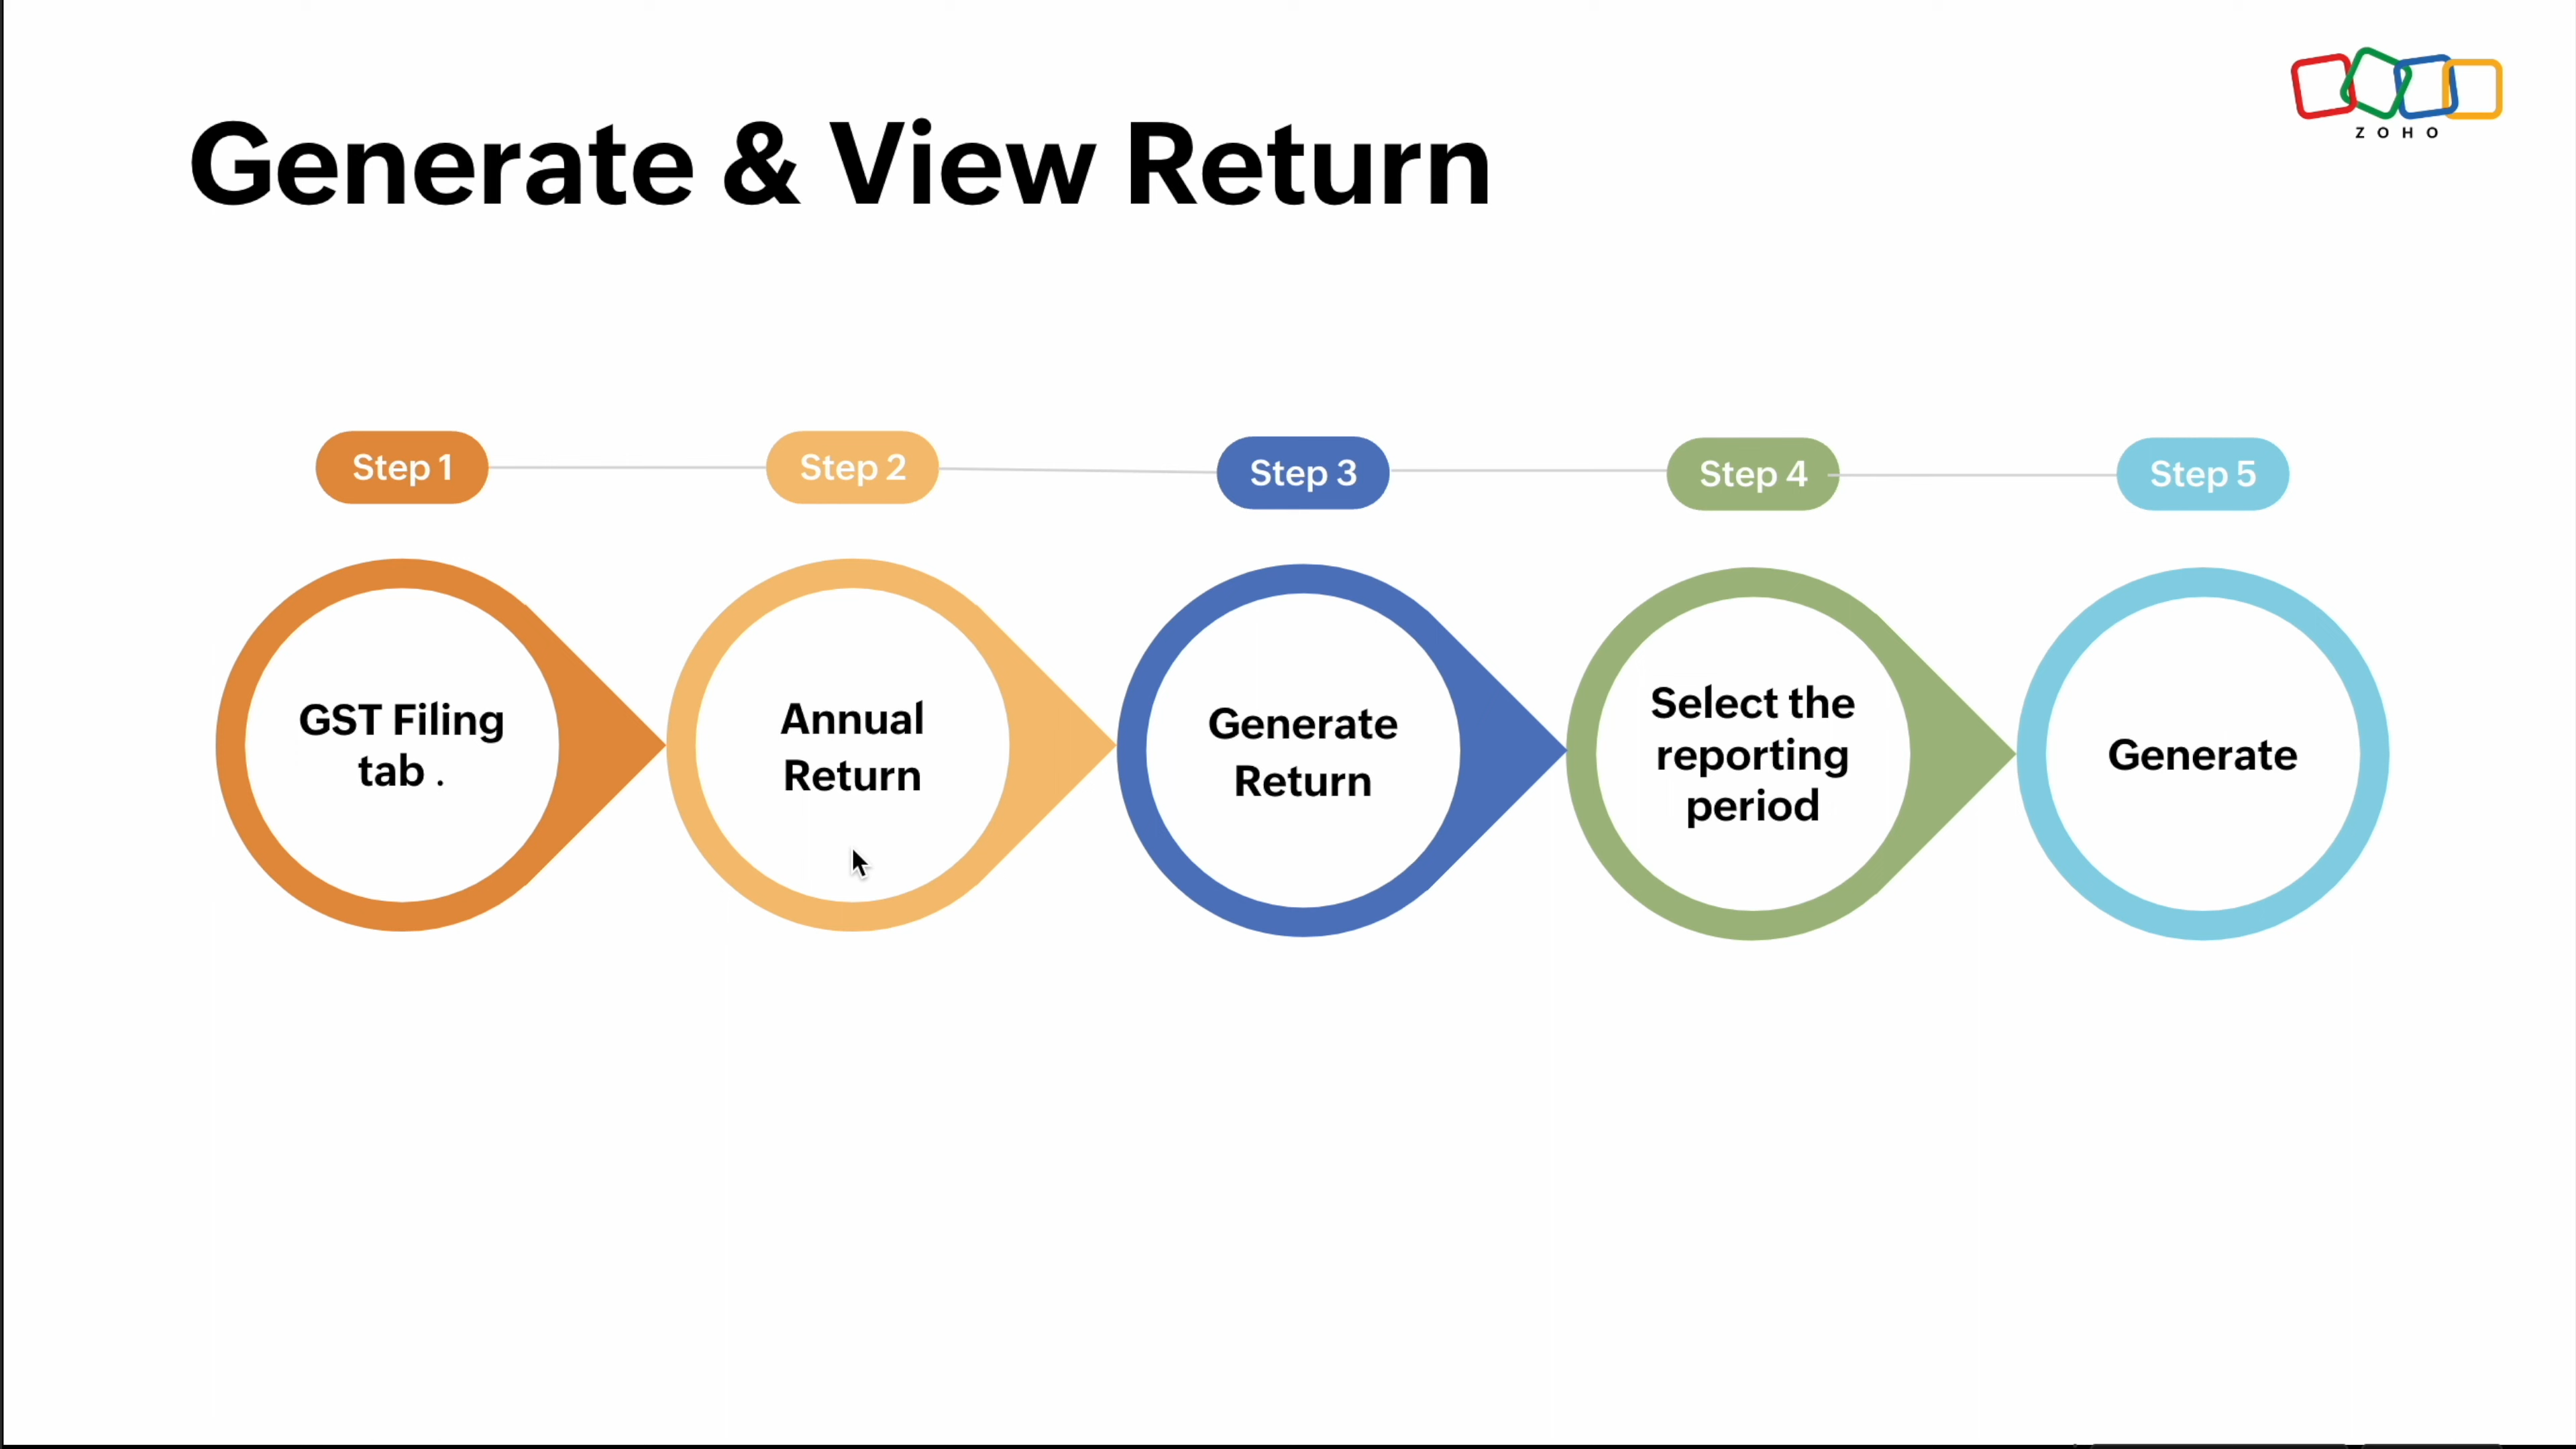 ZOHO
Generate & View Return
Step 1
Step 2
Step 3
Step 4
Step 5
GST Filing
tab .
Annual
Return
Generate
Return
Select the
reporting
period
Generate